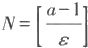 N = [ (a − 1) / ε ]